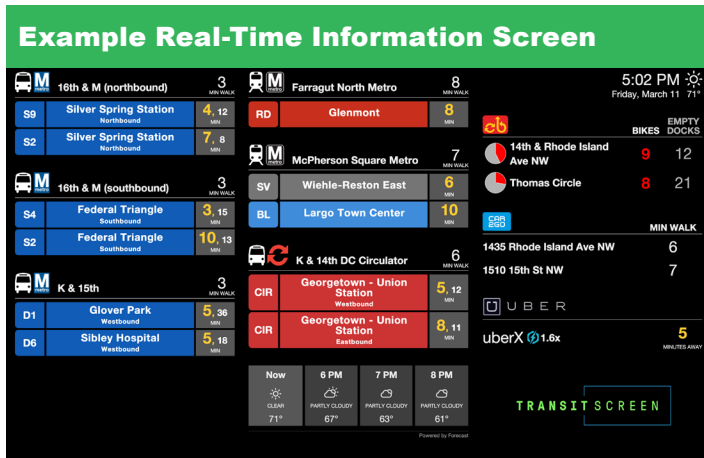 Example Real-Time Information Screen
M
metro
16th & M (northbound)
3
MIN WALK
S9
Silver Spring Station
Northbound
4, 12
MIN
S2
Silver Spring Station
Northbound
7, 8
MIN
M
metro
16th & M (southbound)
3
MIN WALK
S4
Federal Triangle
Southbound
3, 15
MIN
S2
Federal Triangle
Southbound
10, 13
MIN
M
metro
K & 15th
3
MIN WALK
D1
Glover Park
Westbound
5, 36
MIN
D6
Sibley Hospital
Westbound
5, 18
MIN
M
metro
Farragut North Metro
8
MIN WALK
RD
Glenmont
8
MIN
M
metro
McPherson Square Metro
7
MIN WALK
SV
Wiehle-Reston East
6
MIN
BL
Largo Town Center
10
MIN
K & 14th DC Circulator
6
MIN WALK
CIR
Georgetown - Union
Station
Westbound
5, 12
MIN
CIR
Georgetown - Union
Station
Eastbound
8, 11
MIN
Now
6 PM
7 PM
8 PM
CLEAR
PARTLY CLOUDY
PARTLY CLOUDY
PARTLY CLOUDY
71°
67°
63°
61°
Powered by Forecast
5:02 PM
Friday, March 11 71°
cb
BIKES
EMPTY
DOCKS
14th & Rhode Island
Ave NW
9
12
Thomas Circle
8
21
CAR
2GO
MIN WALK
1435 Rhode Island Ave NW
6
1510 15th St NW
7
U UBER
uberX 1.6x
5
MINUTES AWAY
TRANSITSCREEN